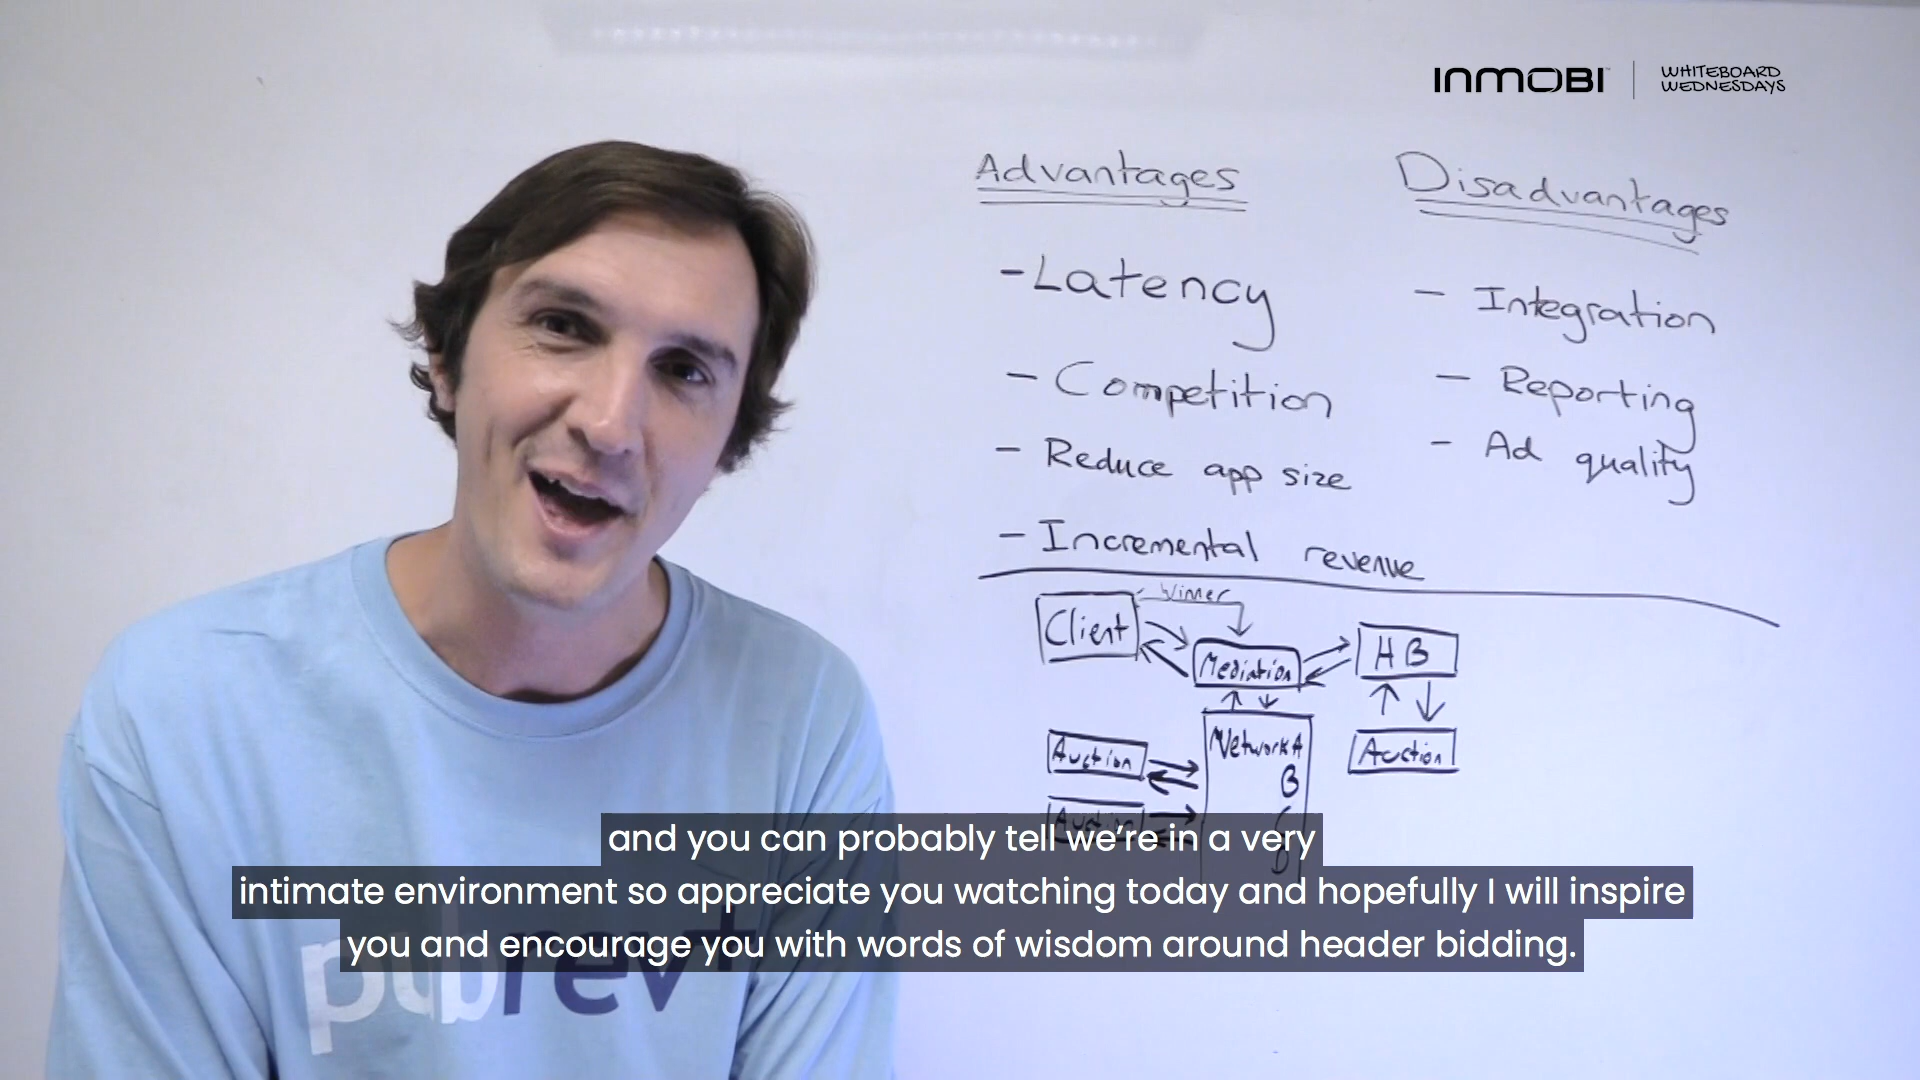 INMOBI
WHITEBOARD
WEDNESDAYS
Advantages
- Latency
- Competition
- Reduce app size
- Incremental revenue
Disadvantages
- Integration
- Reporting
- Ad quality
Winner
Client
Mediation
HB
Auction
Network A
B
Auction
Auction
and you can probably tell we're in a very
intimate environment so appreciate you watching today and hopefully I will inspire
you and encourage you with words of wisdom around header bidding.
pubrev+